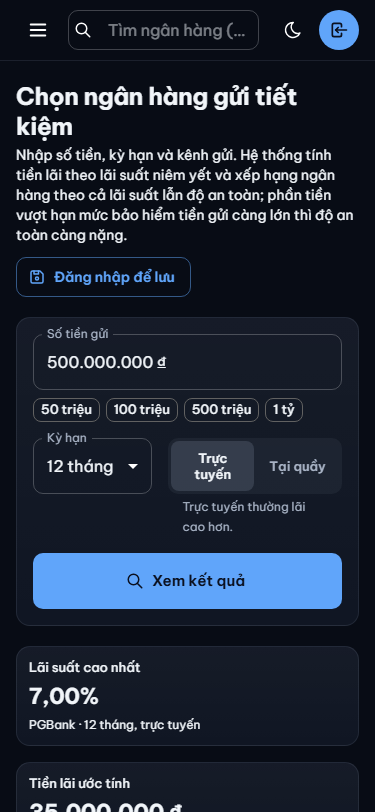 Tìm ngân hàng (...
Chọn ngân hàng gửi tiết
kiệm
Nhập số tiền, kỳ hạn và kênh gửi. Hệ thống tính
tiền lãi theo lãi suất niêm yết và xếp hạng ngân
hàng theo cả lãi suất lẫn độ an toàn; phần tiền
vượt hạn mức bảo hiểm tiền gửi càng lớn thì độ an
toàn càng nặng.
Đăng nhập để lưu
Số tiền gửi
500.000.000 ₫
50 triệu 100 triệu 500 triệu 1 tỷ
Kỳ hạn
12 tháng
Trực
tuyến
Tại quầy
Trực tuyến thường lãi
cao hơn.
Xem kết quả
Lãi suất cao nhất
7,00%
PGBank · 12 tháng, trực tuyến
Tiền lãi ước tính
35.000.000 ₫